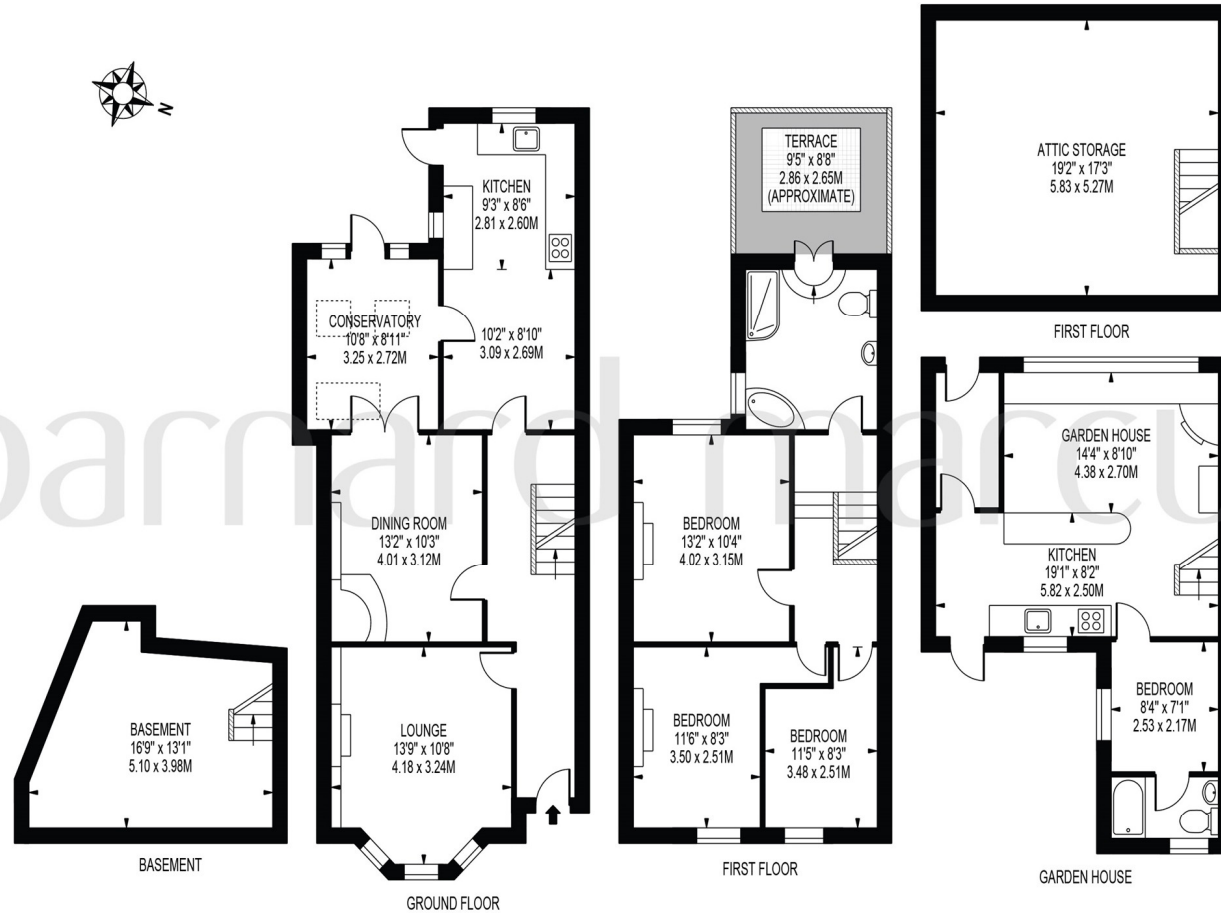 N
KITCHEN
9'3" x 8'6"
2.81 x 2.60M
CONSERVATORY
10'8" x 8'11"
3.25 x 2.72M
10'2" x 8'10"
3.09 x 2.69M
DINING ROOM
13'2" x 10'3"
4.01 x 3.12M
LOUNGE
13'9" x 10'8"
4.18 x 3.24M
GROUND FLOOR
BASEMENT
16'9" x 13'1"
5.10 x 3.98M
BASEMENT
TERRACE
9'5" x 8'8"
2.86 x 2.65M
(APPROXIMATE)
BEDROOM
13'2" x 10'4"
4.02 x 3.15M
BEDROOM
11'6" x 8'3"
3.50 x 2.51M
BEDROOM
11'5" x 8'3"
3.48 x 2.51M
FIRST FLOOR
ATTIC STORAGE
19'2" x 17'3"
5.83 x 5.27M
FIRST FLOOR
GARDEN HOUSE
14'4" x 8'10"
4.38 x 2.70M
KITCHEN
19'1" x 8'2"
5.82 x 2.50M
BEDROOM
8'4" x 7'1"
2.53 x 2.17M
GARDEN HOUSE
barnard marcu